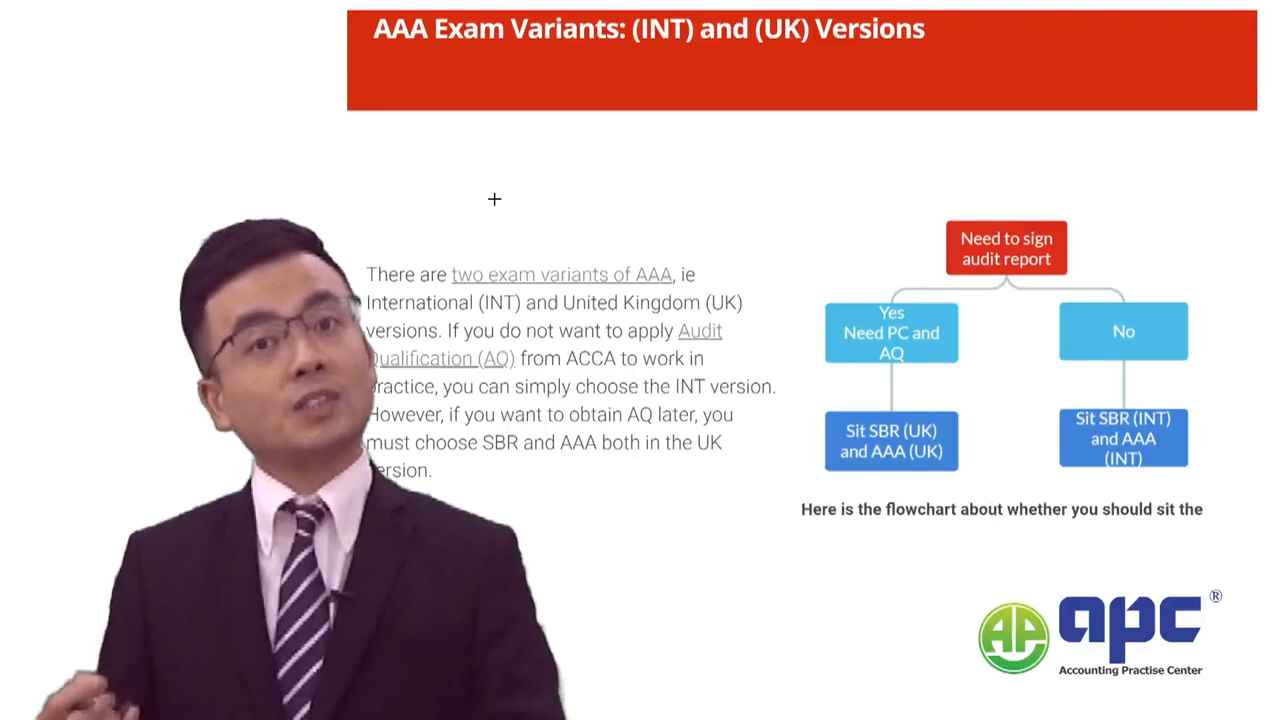 AAA Exam Variants: (INT) and (UK) Versions
There are two exam variants of AAA, ie
International (INT) and United Kingdom (UK)
versions. If you do not want to apply Audit
Qualification (AQ) from ACCA to work in
practice, you can simply choose the INT version.
However, if you want to obtain AQ later, you
must choose SBR and AAA both in the UK
version.
Need to sign
audit report
Yes
Need PC and
AQ
No
Sit SBR (UK)
and AAA (UK)
Sit SBR (INT)
and AAA
(INT)
Here is the flowchart about whether you should sit the
AP
apc®
Accounting Practise Center